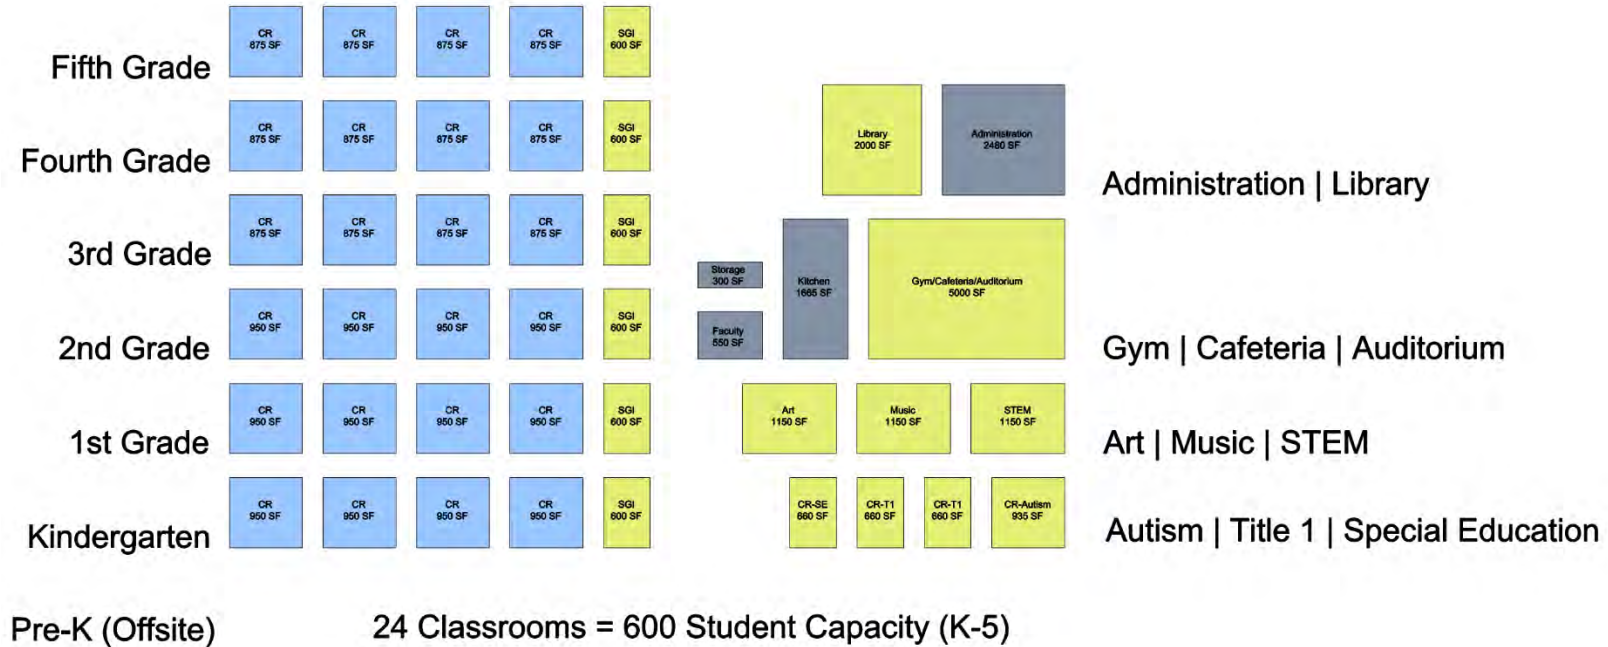 CR CR CR CR SGI
875 SF 875 SF 875 SF 875 SF 600 SF
Fifth Grade
CR CR CR CR SGI
875 SF 875 SF 875 SF 875 SF 600 SF
Fourth Grade
Library Administration
2000 SF 2480 SF
Administration | Library
CR CR CR CR SGI
875 SF 875 SF 875 SF 875 SF 600 SF
3rd Grade
Storage
300 SF
Kitchen
1665 SF
Gym/Cafeteria/Auditorium
5000 SF
CR CR CR CR SGI
950 SF 950 SF 950 SF 950 SF 600 SF
2nd Grade
Faculty
550 SF
Gym | Cafeteria | Auditorium
CR CR CR CR SGI
950 SF 950 SF 950 SF 950 SF 600 SF
1st Grade
Art Music STEM
1150 SF 1150 SF 1150 SF
Art | Music | STEM
CR CR CR CR SGI
950 SF 950 SF 950 SF 950 SF 600 SF
Kindergarten
CR-SE CR-T1 CR-T1 CR-Autism
660 SF 660 SF 660 SF 935 SF
Autism | Title 1 | Special Education
Pre-K (Offsite)
24 Classrooms = 600 Student Capacity (K-5)